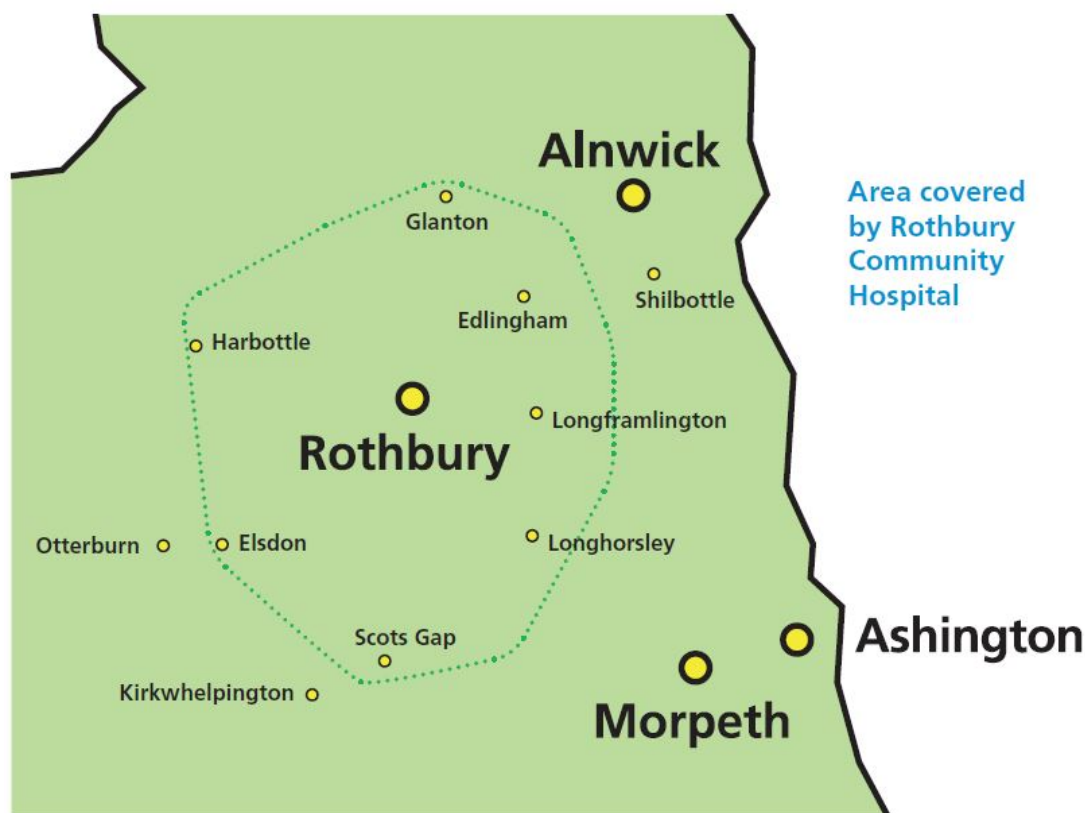 Alnwick
Glanton
Area covered
by Rothbury
Community
Hospital
Shilbottle
Edlingham
Harbottle
Longframlington
Rothbury
Otterburn
Elsdon
Longhorsley
Scots Gap
Ashington
Kirkwhelpington
Morpeth